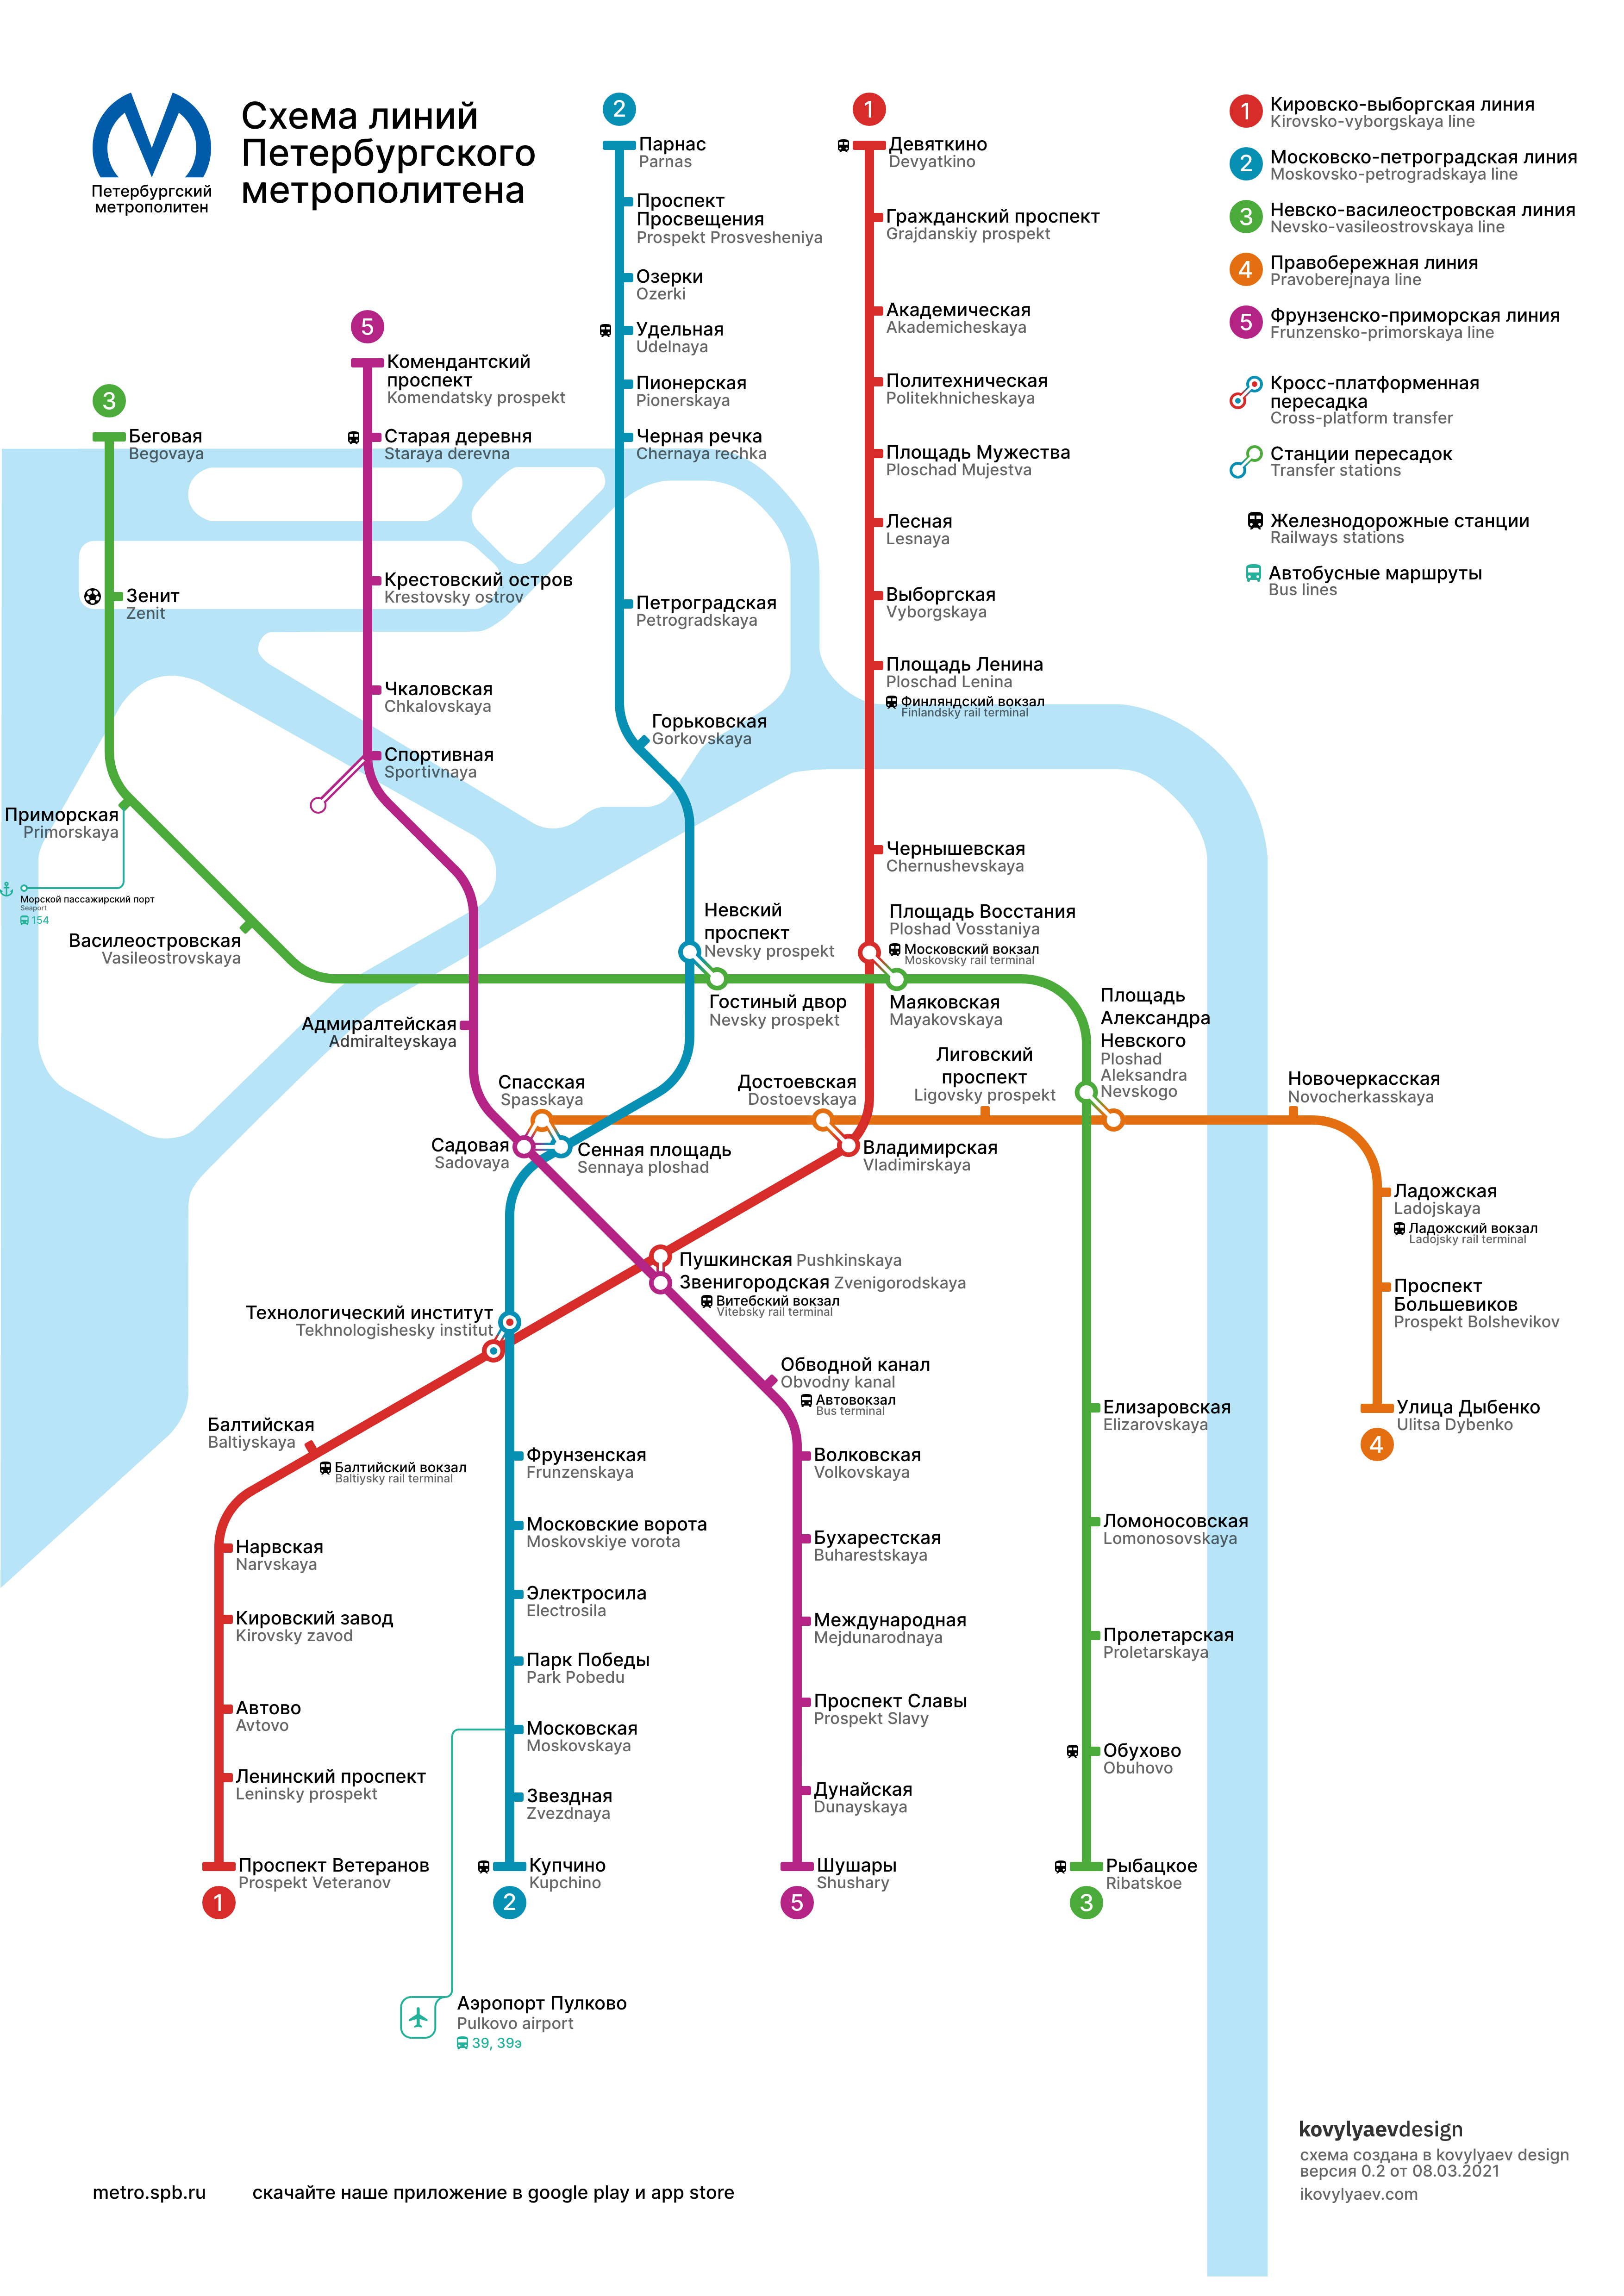 Петербургский
метрополитен
Схема линий
Петербургского
метрополитена
1
Кировско-выборгская линия
Kirovsko-vyborgskaya line
2
Московско-петроградская линия
Moskovsko-petrogradskaya line
3
Невско-василеостровская линия
Nevsko-vasileostrovskaya line
4
Правобережная линия
Pravoberejnaya line
5
Фрунзенско-приморская линия
Frunzensko-primorskaya line
Кросс-платформенная
пересадка
Cross-platform transfer
Станции пересадок
Transfer stations
Железнодорожные станции
Railways stations
Автобусные маршруты
Bus lines
3
Беговая
Begovaya
Зенит
Zenit
Приморская
Primorskaya
Морской пассажирский порт
Seaport
154
Василеостровская
Vasileostrovskaya
5
Комендантский
проспект
Komendatsky prospekt
Старая деревня
Staraya derevna
Крестовский остров
Krestovsky ostrov
Чкаловская
Chkalovskaya
Спортивная
Sportivnaya
Адмиралтейская
Admiralteyskaya
2
Парнас
Parnas
Проспект
Просвещения
Prospekt Prosvesheniya
Озерки
Ozerki
Удельная
Udelnaya
Пионерская
Pionerskaya
Черная речка
Chernaya rechka
Петроградская
Petrogradskaya
Горьковская
Gorkovskaya
Невский
проспект
Nevsky prospekt
Гостиный двор
Nevsky prospekt
1
Девяткино
Devyatkino
Гражданский проспект
Grajdanskiy prospekt
Академическая
Akademicheskaya
Политехническая
Politekhnicheskaya
Площадь Мужества
Ploschad Mujestva
Лесная
Lesnaya
Выборгская
Vyborgskaya
Площадь Ленина
Ploschad Lenina
Финляндский вокзал
Finlandsky rail terminal
Чернышевская
Chernushevskaya
Площадь Восстания
Ploshad Vosstaniya
Московский вокзал
Moskovsky rail terminal
Маяковская
Mayakovskaya
Площадь
Александра
Невского
Ploshad
Aleksandra
Nevskogo
Спасская
Spasskaya
Достоевская
Dostoevskaya
Лиговский
проспект
Ligovsky prospekt
Новочеркасская
Novocherkasskaya
Садовая
Sadovaya
Сенная площадь
Sennaya ploshad
Владимирская
Vladimirskaya
Ладожская
Ladojskaya
Ладожский вокзал
Ladojsky rail terminal
Проспект
Большевиков
Prospekt Bolshevikov
Улица Дыбенко
Ulitsa Dybenko
4
Пушкинская Pushkinskaya
Звенигородская Zvenigorodskaya
Витебский вокзал
Vitebsky rail terminal
Технологический институт
Tekhnologishesky institut
Обводной канал
Obvodny kanal
Автовокзал
Bus terminal
Балтийская
Baltiyskaya
Балтийский вокзал
Baltiysky rail terminal
Нарвская
Narvskaya
Кировский завод
Kirovsky zavod
Автово
Avtovo
Ленинский проспект
Leninsky prospekt
Проспект Ветеранов
Prospekt Veteranov
1
Фрунзенская
Frunzenskaya
Московские ворота
Moskovskiye vorota
Электросила
Electrosila
Парк Победы
Park Pobedu
Московская
Moskovskaya
Звездная
Zvezdnaya
Купчино
Kupchino
2
Волковская
Volkovskaya
Бухарестская
Buharestskaya
Международная
Mejdunarodnaya
Проспект Славы
Prospekt Slavy
Дунайская
Dunayskaya
Шушары
Shushary
5
Елизаровская
Elizarovskaya
Ломоносовская
Lomonosovskaya
Пролетарская
Proletarskaya
Обухово
Obuhovo
Рыбацкое
Ribatskoe
3
Аэропорт Пулково
Pulkovo airport
39, 39э
kovylyaevdesign
схема создана в kovylyaev design
версия 0.2 от 08.03.2021
ikovylyaev.com
metro.spb.ru
скачайте наше приложение в google play и app store